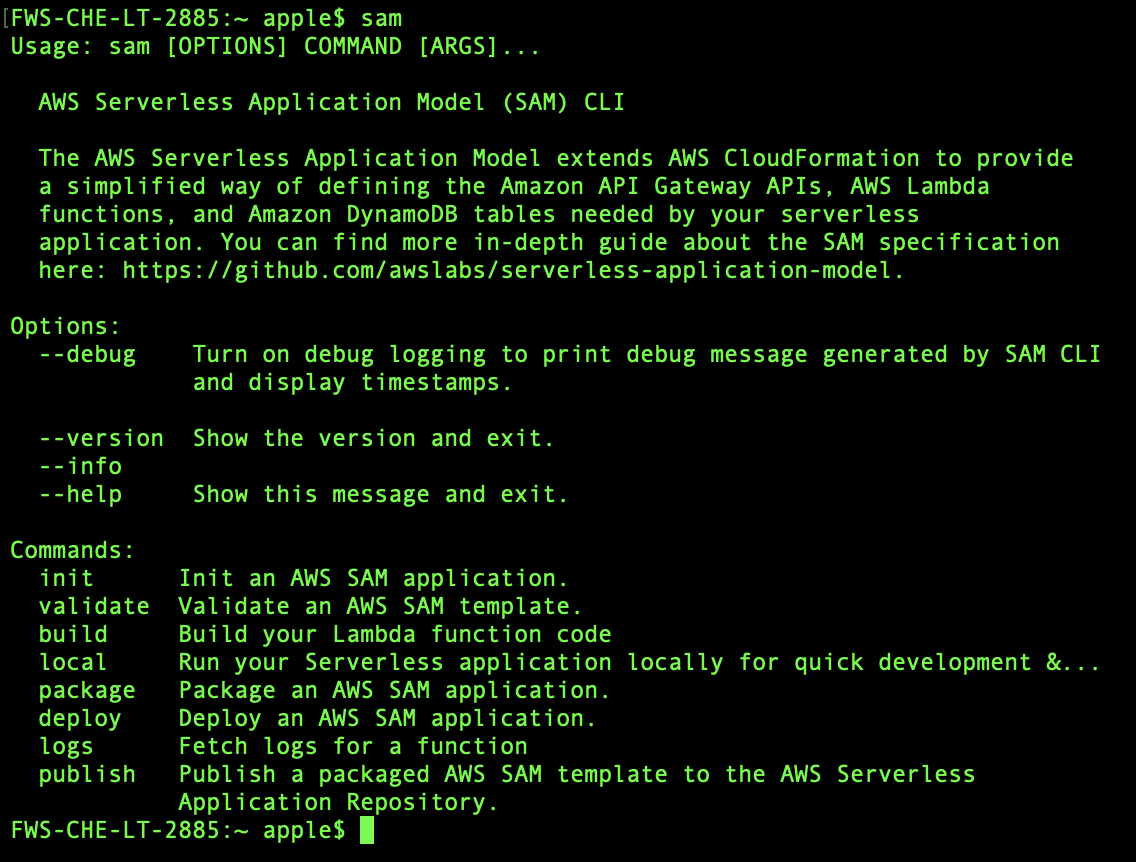 [FWS-CHE-LT-2885:~ apple$ sam
Usage: sam [OPTIONS] COMMAND [ARGS]...
AWS Serverless Application Model (SAM) CLI
The AWS Serverless Application Model extends AWS CloudFormation to provide
a simplified way of defining the Amazon API Gateway APIs, AWS Lambda
functions, and Amazon DynamoDB tables needed by your serverless
application. You can find more in-depth guide about the SAM specification
here: https://github.com/awslabs/serverless-application-model.
Options:
--debug    Turn on debug logging to print debug message generated by SAM CLI
and display timestamps.
--version  Show the version and exit.
--info
--help     Show this message and exit.
Commands:
init      Init an AWS SAM application.
validate  Validate an AWS SAM template.
build     Build your Lambda function code
local     Run your Serverless application locally for quick development &...
package   Package an AWS SAM application.
deploy    Deploy an AWS SAM application.
logs      Fetch logs for a function
publish   Publish a packaged AWS SAM template to the AWS Serverless
Application Repository.
FWS-CHE-LT-2885:~ apple$